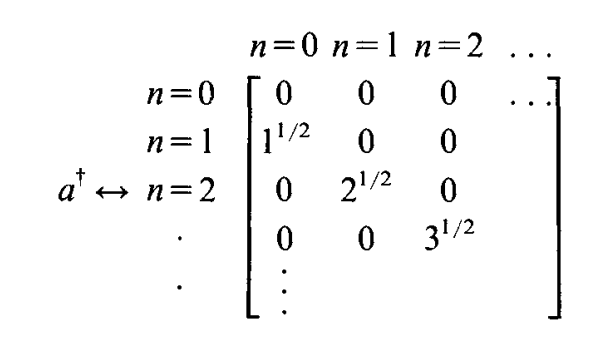 n=0 n=1 n=2 ...
n=0 [ 0 0 0 ... ]
n=1 1^{1/2} 0 0
a^† ↔ n=2 0 2^{1/2} 0
. 0 0 3^{1/2}
. ⋮